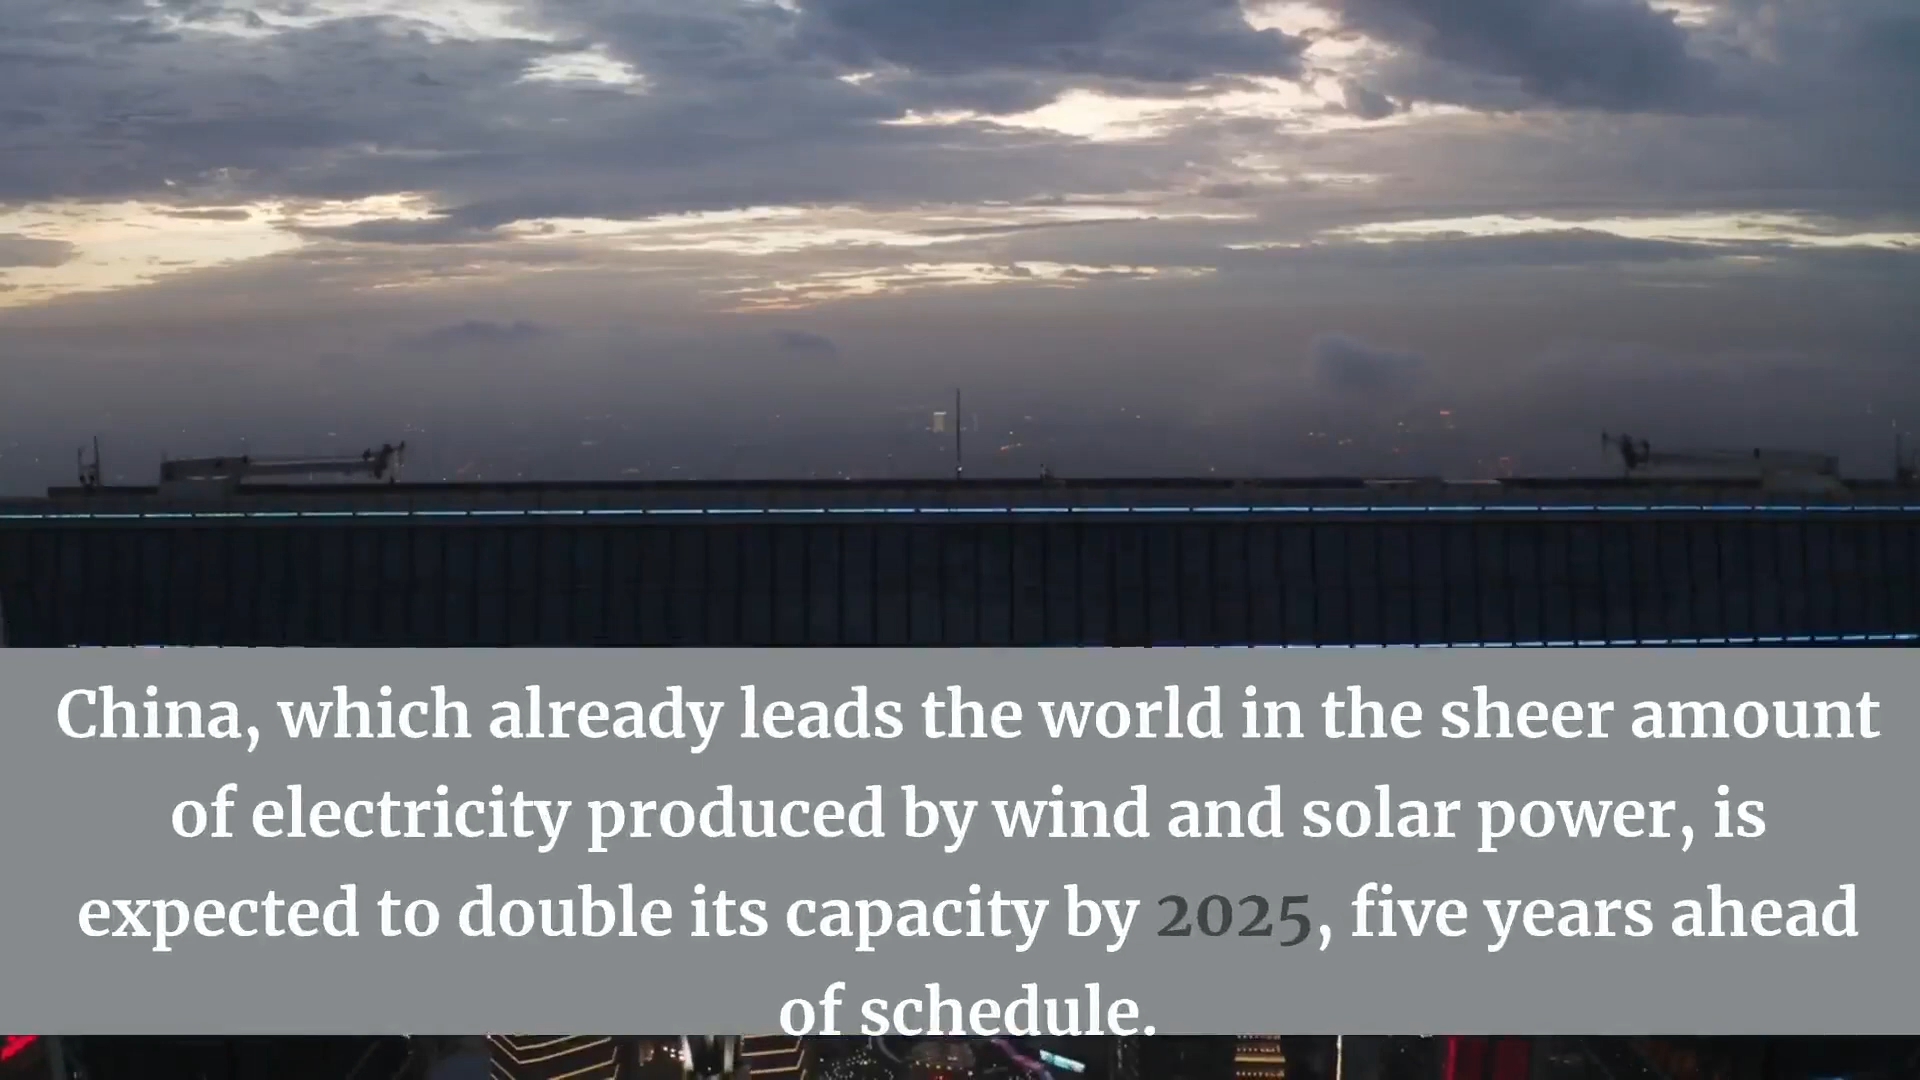 China, which already leads the world in the sheer amount
of electricity produced by wind and solar power, is
expected to double its capacity by 2025, five years ahead
of schedule.